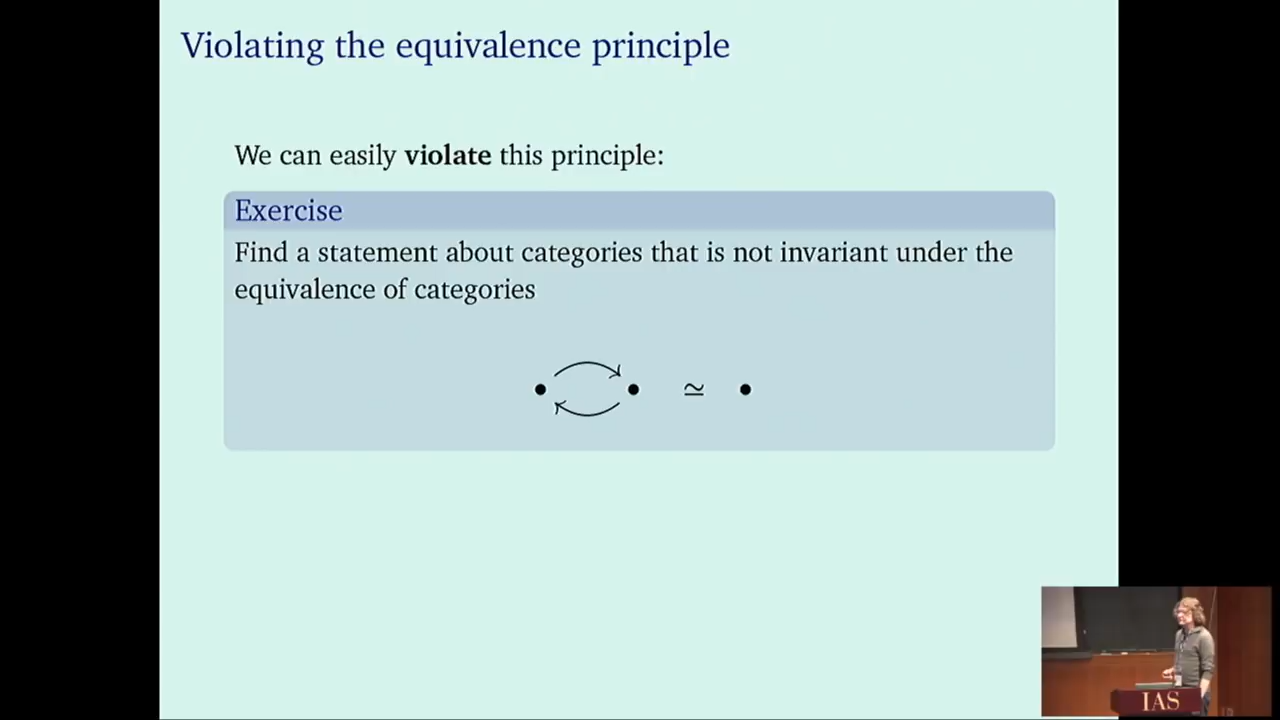 Violating the equivalence principle
We can easily violate this principle:
Exercise
Find a statement about categories that is not invariant under the
equivalence of categories
≃
IAS